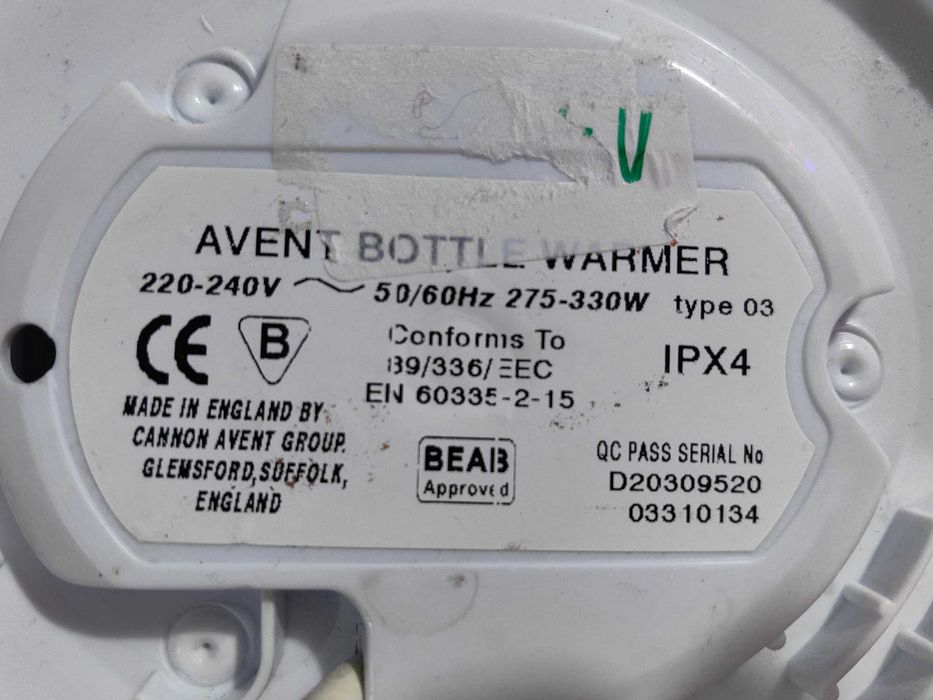 V
AVENT BOTTLE WARMER
220-240V 50/60Hz 275-330W type 03
CE B
Conforms To
89/336/EEC
EN 60335-2-15
IPX4
MADE IN ENGLAND BY
CANNON AVENT GROUP.
GLEMSFORD, SUFFOLK,
ENGLAND
BEAB
Approved
QC PASS SERIAL No
D20309520
03310134